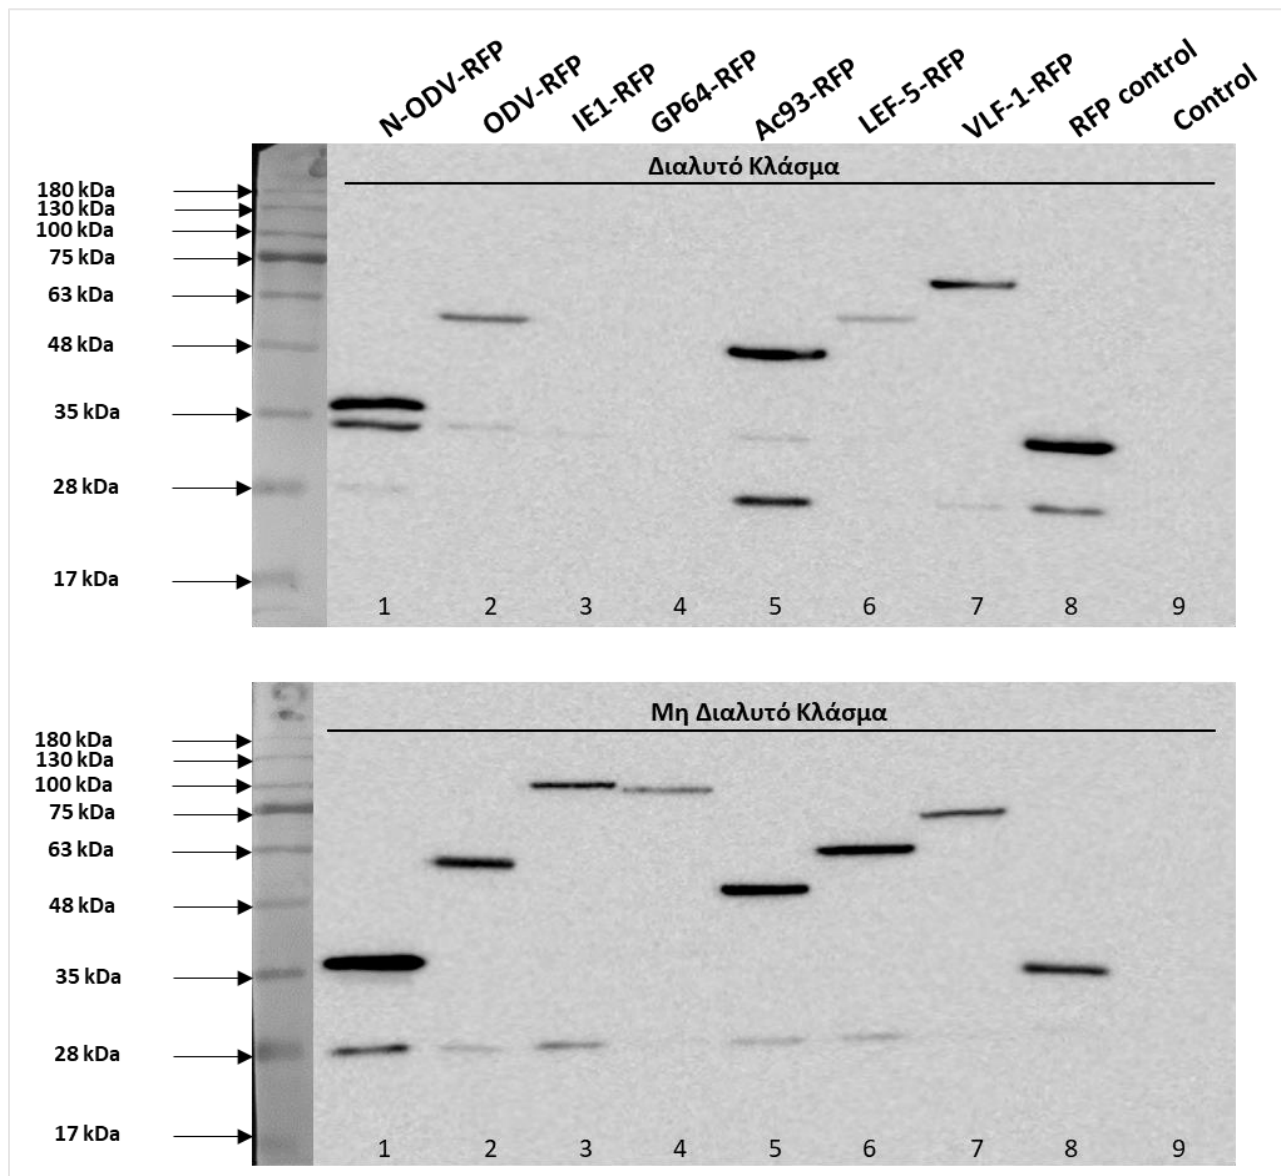 N-ODV-RFP
ODV-RFP
IE1-RFP
GP64-RFP
Ac93-RFP
LEF-5-RFP
VLF-1-RFP
RFP control
Control
Διαλυτό Κλάσμα
180 kDa
130 kDa
100 kDa
75 kDa
63 kDa
48 kDa
35 kDa
28 kDa
17 kDa
1 2 3 4 5 6 7 8 9
Μη Διαλυτό Κλάσμα
180 kDa
130 kDa
100 kDa
75 kDa
63 kDa
48 kDa
35 kDa
28 kDa
17 kDa
1 2 3 4 5 6 7 8 9